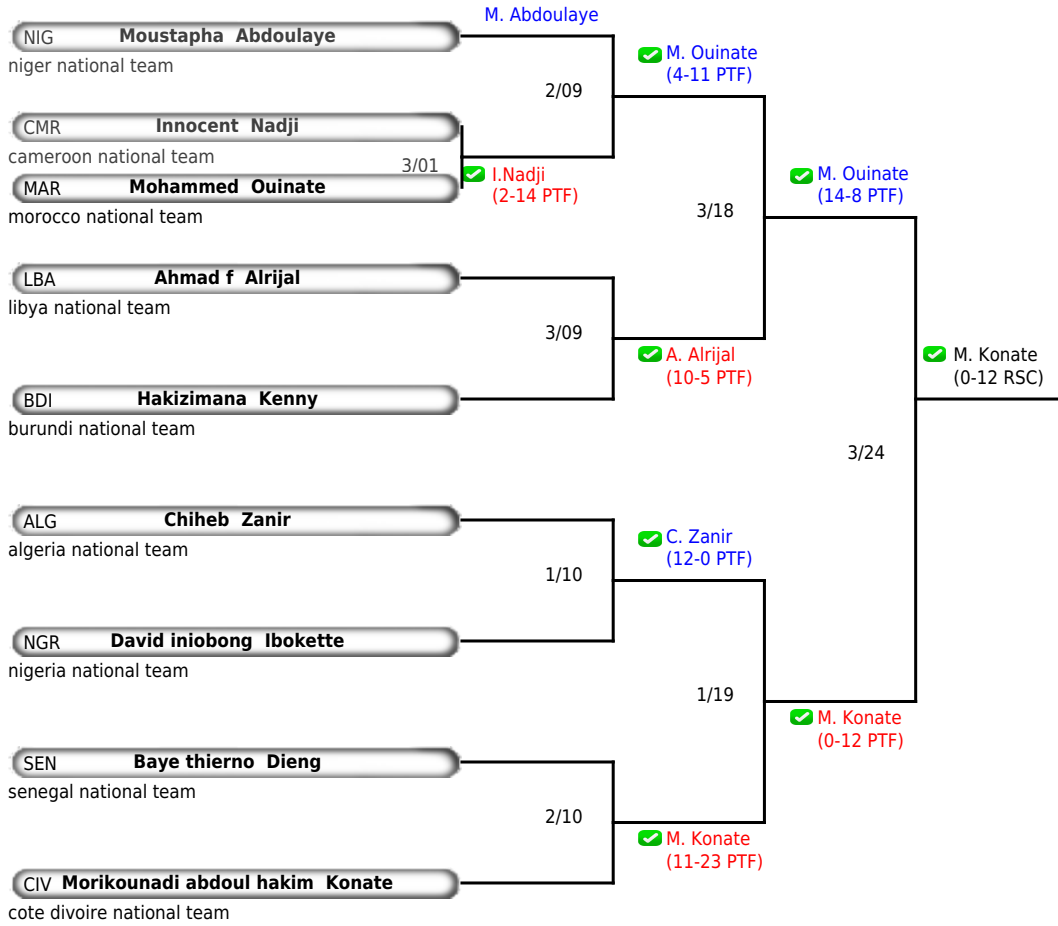 M. Abdoulaye
NIG Moustapha Abdoulaye
niger national team
M. Ouinate
(4-11 PTF)
2/09
CMR Innocent Nadji
cameroon national team
3/01
I.Nadji
(2-14 PTF)
MAR Mohammed Ouinate
morocco national team
M. Ouinate
(14-8 PTF)
3/18
LBA Ahmad f Alrijal
libya national team
3/09
A. Alrijal
(10-5 PTF)
M. Konate
(0-12 RSC)
BDI Hakizimana Kenny
burundi national team
3/24
ALG Chiheb Zanir
algeria national team
C. Zanir
(12-0 PTF)
1/10
NGR David iniobong Ibokette
nigeria national team
1/19
M. Konate
(0-12 PTF)
SEN Baye thierno Dieng
senegal national team
2/10
M. Konate
(11-23 PTF)
CIV Morikounadi abdoul hakim Konate
cote divoire national team